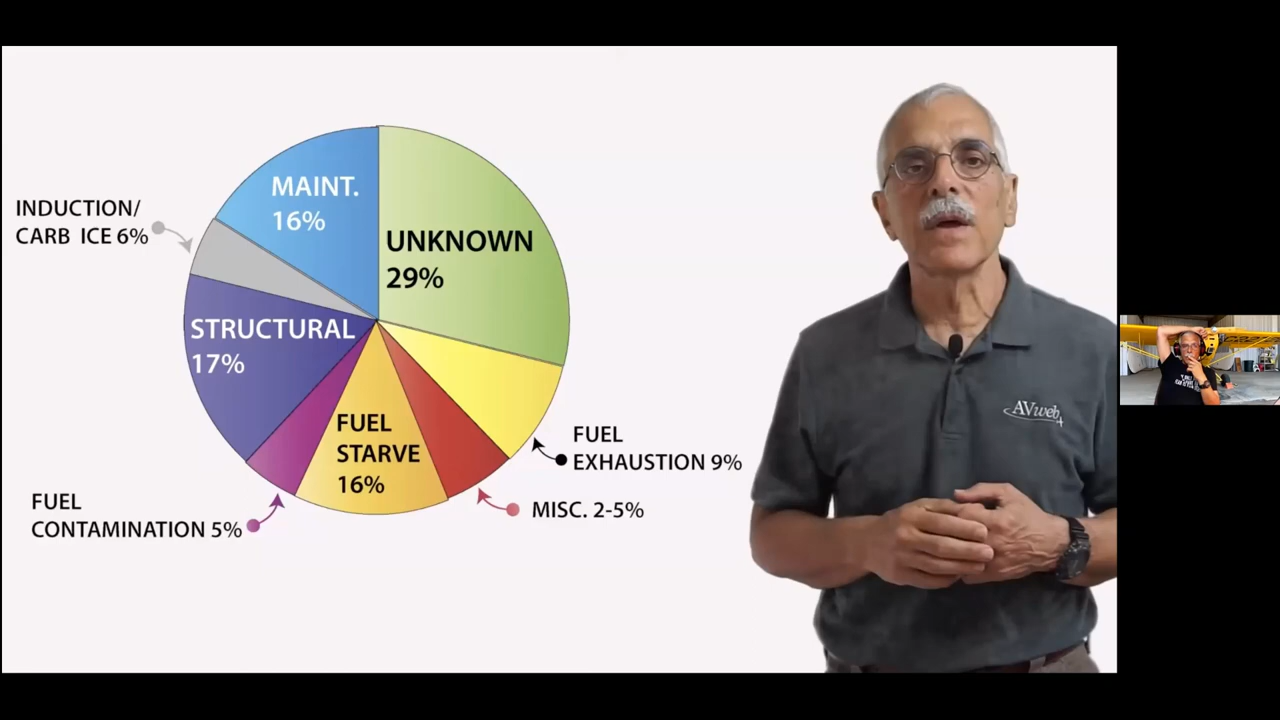 MAINT.
16%
INDUCTION/
CARB ICE 6%
UNKNOWN
29%
STRUCTURAL
17%
FUEL
STARVE
16%
FUEL
EXHAUSTION 9%
FUEL
CONTAMINATION 5%
MISC. 2-5%
AVweb